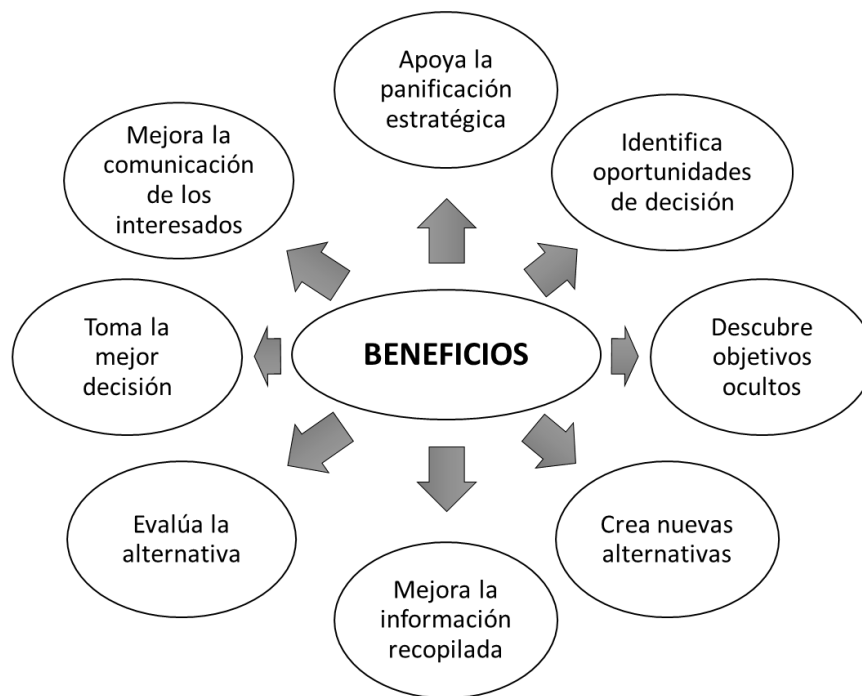 Apoya la
panificación
estratégica
Identifica
oportunidades
de decisión
Descubre
objetivos
ocultos
Crea nuevas
alternativas
Mejora la
información
recopilada
Evalúa la
alternativa
Toma la
mejor
decisión
Mejora la
comunicación
de los
interesados
BENEFICIOS